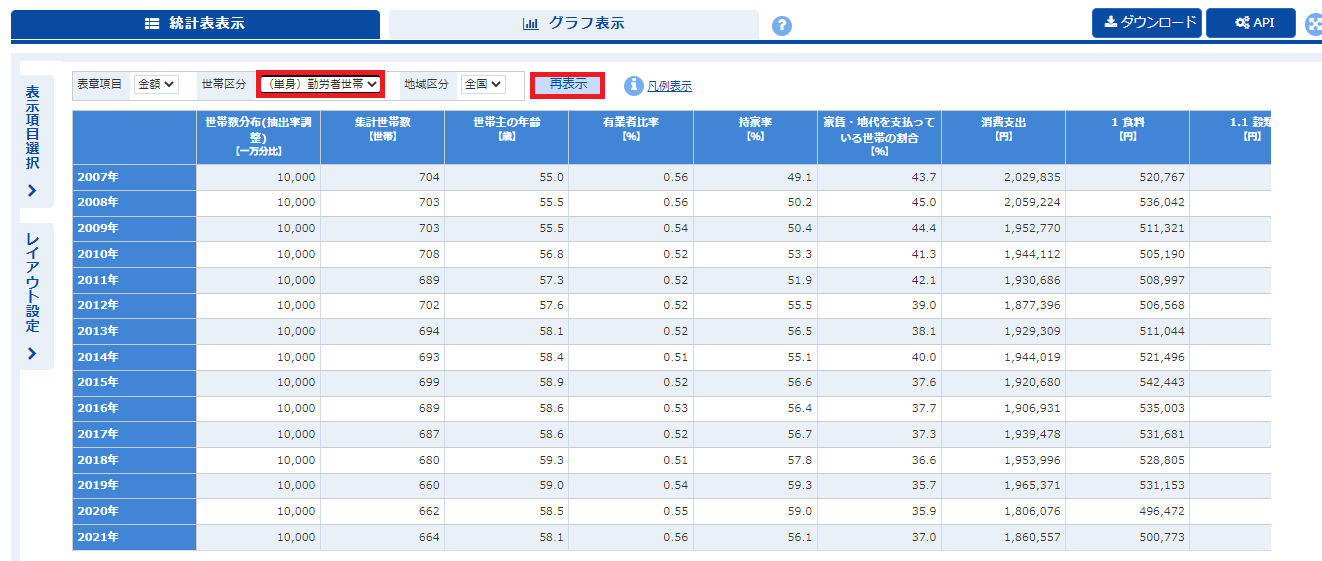 統計表表示 グラフ表示 ? ダウンロード API
表章項目 金額 世帯区分 (単身) 勤労者世帯 地域区分 全国 再表示 i 凡例表示
表示項目選択
レイアウト設定
世帯数分布(抽出率調整)【一万分比】 集計世帯数【世帯】 世帯主の年齢【歳】 有業者比率【%】 持家率【%】 家賃・地代を支払っている世帯の割合【%】 消費支出【円】 1 食料【円】 1.1 穀類【円】
2007年 10,000 704 55.0 0.56 49.1 43.7 2,029,835 520,767
2008年 10,000 703 55.5 0.56 50.2 45.0 2,059,224 536,042
2009年 10,000 703 55.5 0.54 50.4 44.4 1,952,770 511,321
2010年 10,000 708 56.8 0.52 53.3 41.3 1,944,112 505,190
2011年 10,000 689 57.3 0.52 51.9 42.1 1,930,686 508,997
2012年 10,000 702 57.6 0.52 55.5 39.0 1,877,396 506,568
2013年 10,000 694 58.1 0.52 56.5 38.1 1,929,309 511,044
2014年 10,000 693 58.4 0.51 55.1 40.0 1,944,019 521,496
2015年 10,000 699 58.9 0.52 56.6 37.6 1,920,680 542,443
2016年 10,000 689 58.6 0.53 56.4 37.7 1,906,931 535,003
2017年 10,000 687 58.6 0.52 56.7 37.3 1,939,478 531,681
2018年 10,000 680 59.3 0.51 57.8 36.6 1,953,996 528,805
2019年 10,000 660 59.0 0.54 59.3 35.7 1,965,371 531,153
2020年 10,000 662 58.5 0.55 59.0 35.9 1,806,076 496,472
2021年 10,000 664 58.1 0.56 56.1 37.0 1,860,557 500,773